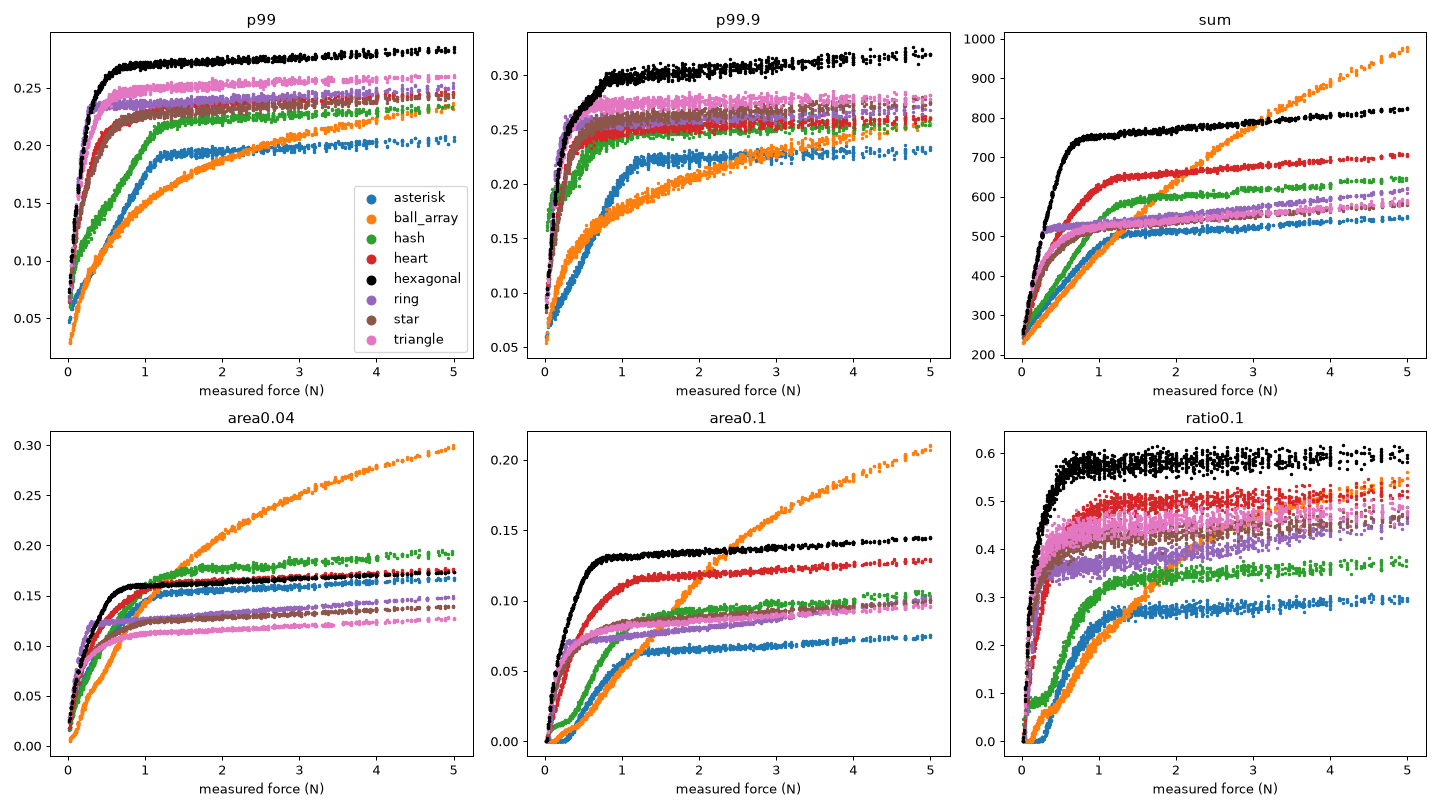 p99
0.25
0.20
0.15
0.10
0.05
0 1 2 3 4 5
measured force (N)
asterisk
ball_array
hash
heart
hexagonal
ring
star
triangle
p99.9
0.30
0.25
0.20
0.15
0.10
0.05
0 1 2 3 4 5
measured force (N)
sum
1000
900
800
700
600
500
400
300
200
0 1 2 3 4 5
measured force (N)
area0.04
0.30
0.25
0.20
0.15
0.10
0.05
0.00
0 1 2 3 4 5
measured force (N)
area0.1
0.20
0.15
0.10
0.05
0.00
0 1 2 3 4 5
measured force (N)
ratio0.1
0.6
0.5
0.4
0.3
0.2
0.1
0.0
0 1 2 3 4 5
measured force (N)